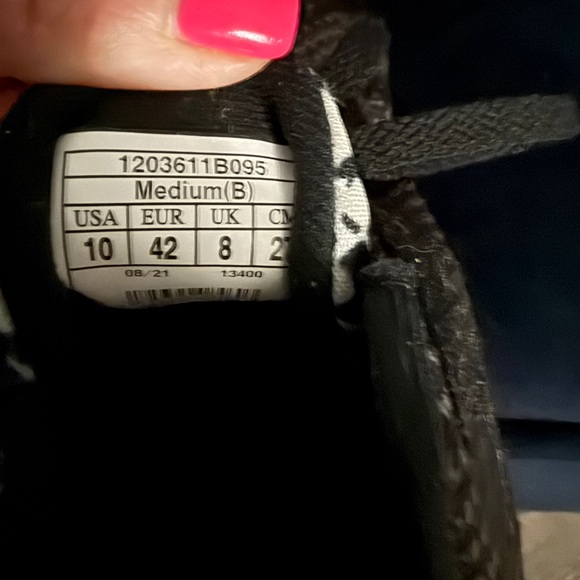 1203611B095
Medium(B)
USA EUR UK CM
10 42 8 27
08/21 13400